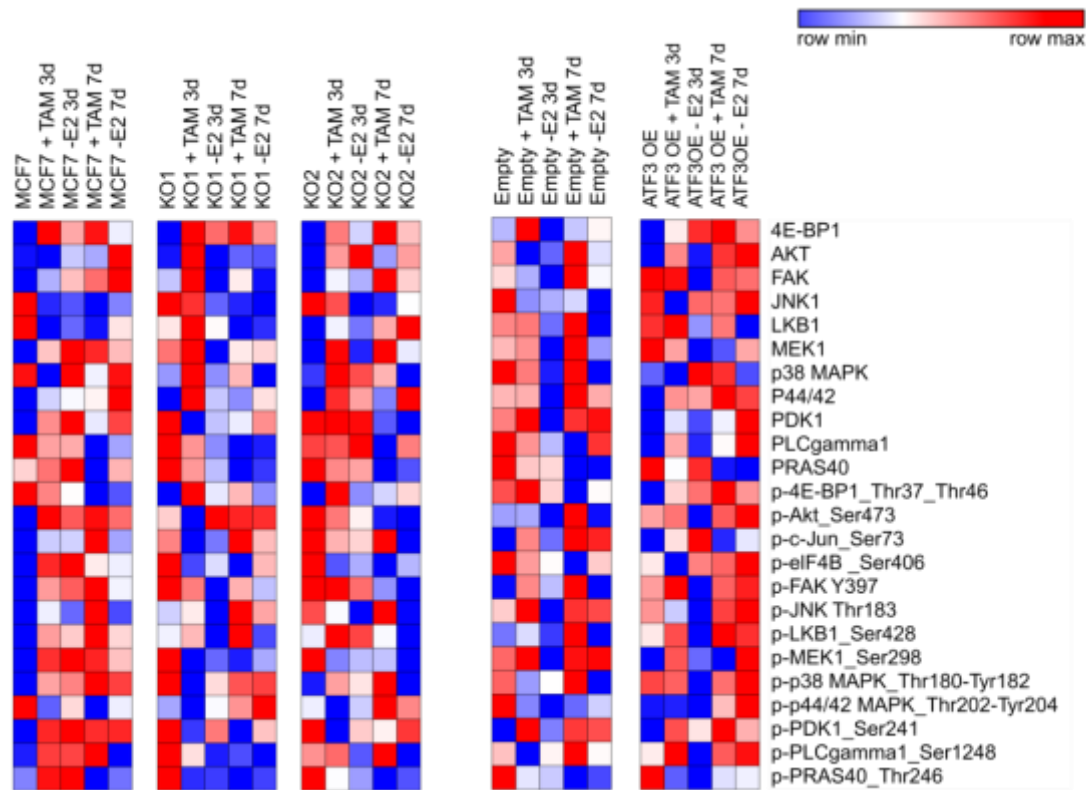 row min row max
MCF7
MCF7 + TAM 3d
MCF7 -E2 3d
MCF7 + TAM 7d
MCF7 -E2 7d
KO1
KO1 + TAM 3d
KO1 -E2 3d
KO1 + TAM 7d
KO1 -E2 7d
KO2
KO2 + TAM 3d
KO2 -E2 3d
KO2 + TAM 7d
KO2 -E2 7d
Empty
Empty + TAM 3d
Empty -E2 3d
Empty + TAM 7d
Empty -E2 7d
ATF3 OE
ATF3 OE + TAM 3d
ATF3OE - E2 3d
ATF3 OE + TAM 7d
ATF3OE - E2 7d
4E-BP1
AKT
FAK
JNK1
LKB1
MEK1
p38 MAPK
P44/42
PDK1
PLCgamma1
PRAS40
p-4E-BP1_Thr37_Thr46
p-Akt_Ser473
p-c-Jun_Ser73
p-eIF4B _Ser406
p-FAK Y397
p-JNK Thr183
p-LKB1_Ser428
p-MEK1_Ser298
p-p38 MAPK_Thr180-Tyr182
p-p44/42 MAPK_Thr202-Tyr204
p-PDK1_Ser241
p-PLCgamma1_Ser1248
p-PRAS40_Thr246